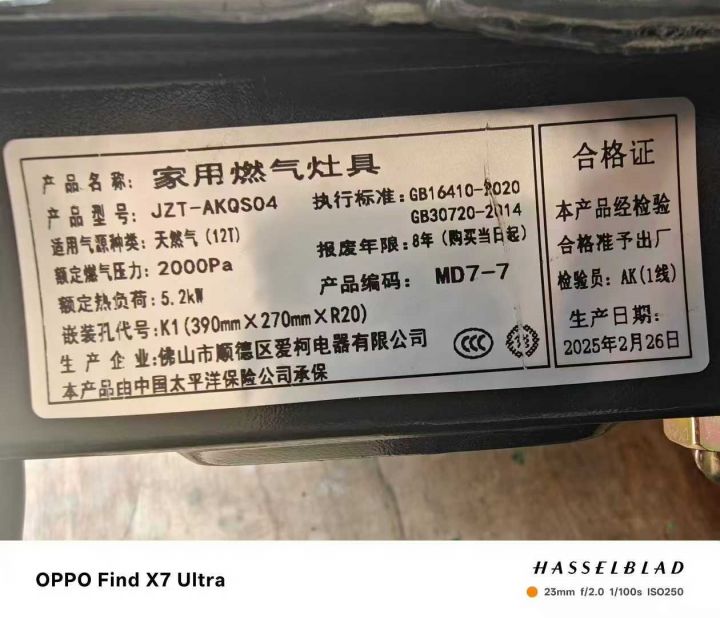 产品名称: 家用燃气灶具
产品型号: JZT-AKQS04
适用气源种类: 天然气(12T)
额定燃气压力: 2000Pa
额定热负荷: 5.2kW
嵌装孔代号: K1(390mm×270mm×R20)
生产企业: 佛山市顺德区爱柯电器有限公司
本产品由中国太平洋保险公司承保
执行标准: GB16410-2020
GB30720-2014
报废年限: 8年(购买当日起)
产品编码: MD7-7
CCC
合格证
本产品经检验
合格准予出厂
检验员: AK(1线)
生产日期:
2025年2月26日
OPPO Find X7 Ultra
HASSELBLAD
23mm f/2.0 1/100s ISO250